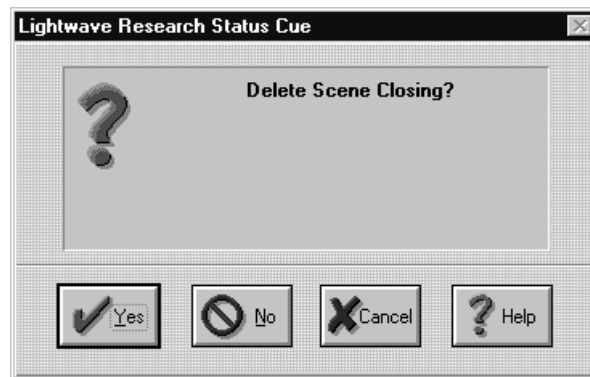 Lightwave Research Status Cue
Delete Scene Closing?
Yes
No
Cancel
Help